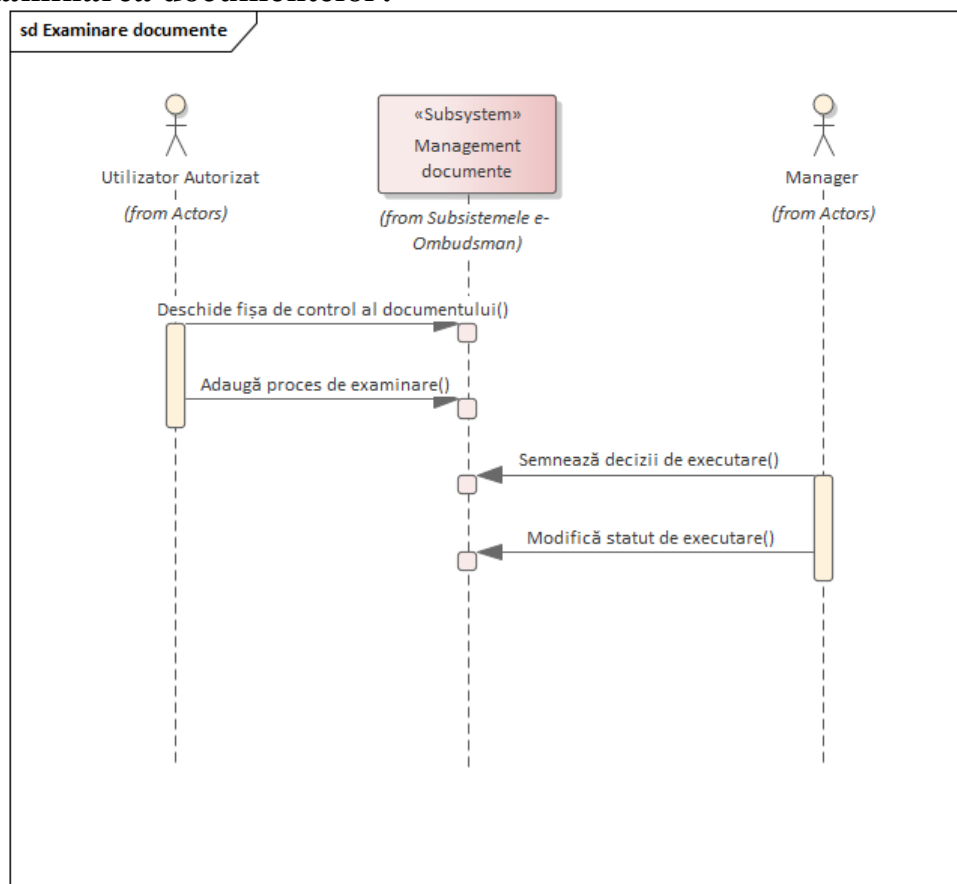 sd Examinare documente
«Subsystem»
Management
documente
Utilizator Autorizat
(from Actors)
(from Subsistemele e-
Ombudsman)
Manager
(from Actors)
Deschide fișa de control al documentului()
Adaugă proces de examinare()
Semnează decizii de executare()
Modifică statut de executare()